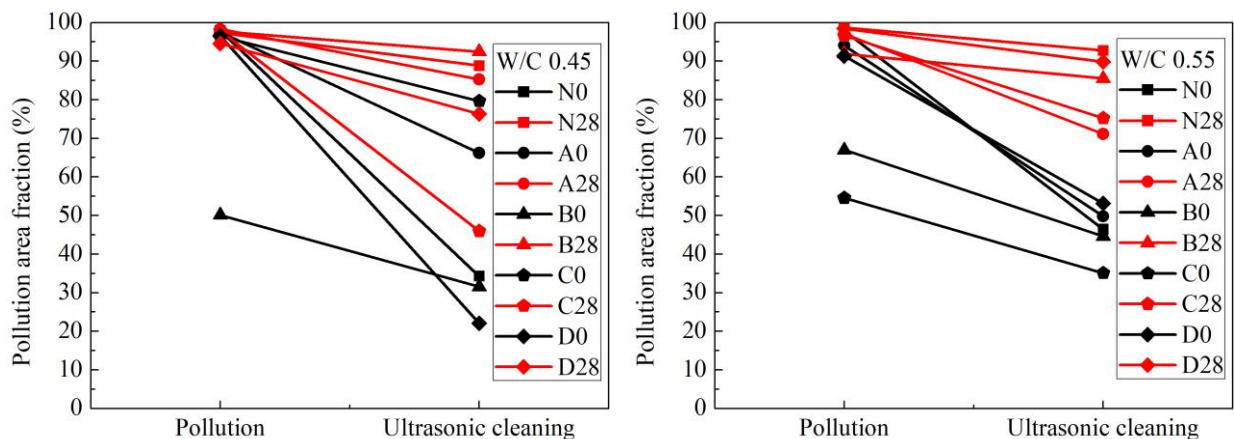 Pollution area fraction (%)
100
90
80
70
60
50
40
30
20
10
0
W/C 0.45
N0
N28
A0
A28
B0
B28
C0
C28
D0
D28
Pollution
Ultrasonic cleaning
Pollution area fraction (%)
100
90
80
70
60
50
40
30
20
10
0
W/C 0.55
N0
N28
A0
A28
B0
B28
C0
C28
D0
D28
Pollution
Ultrasonic cleaning